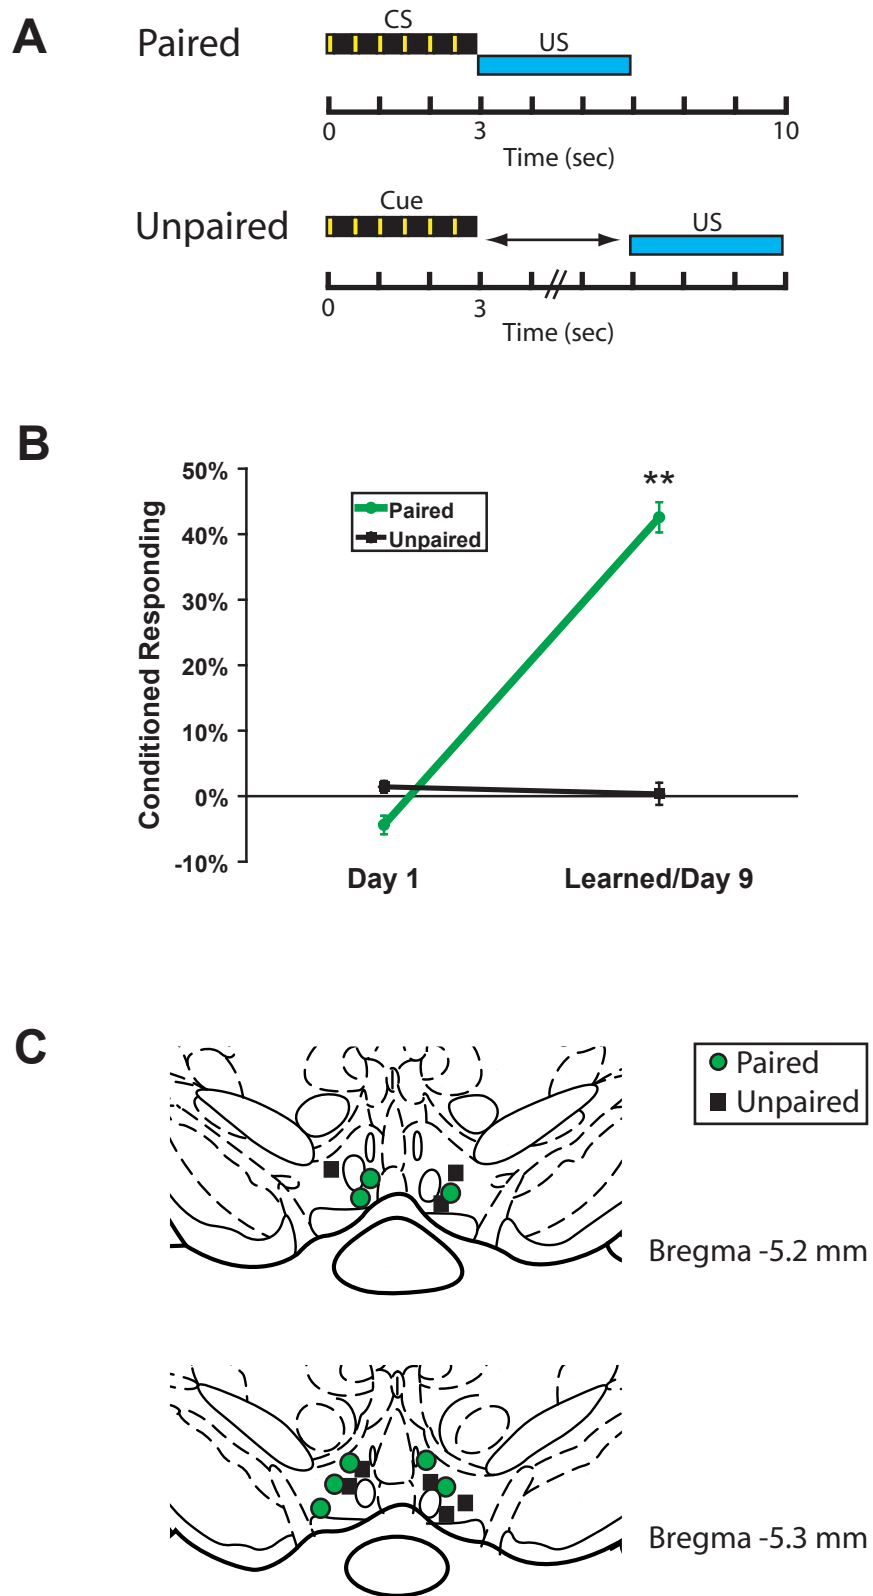 A
Paired
CS
US
0
3
10
Time (sec)
Unpaired
Cue
US
0
3
Time (sec)
B
50%
40%
30%
20%
10%
0%
-10%
Conditioned Responding
Paired
Unpaired
**
Day 1
Learned/Day 9
C
Paired
Unpaired
Bregma -5.2 mm
Bregma -5.3 mm